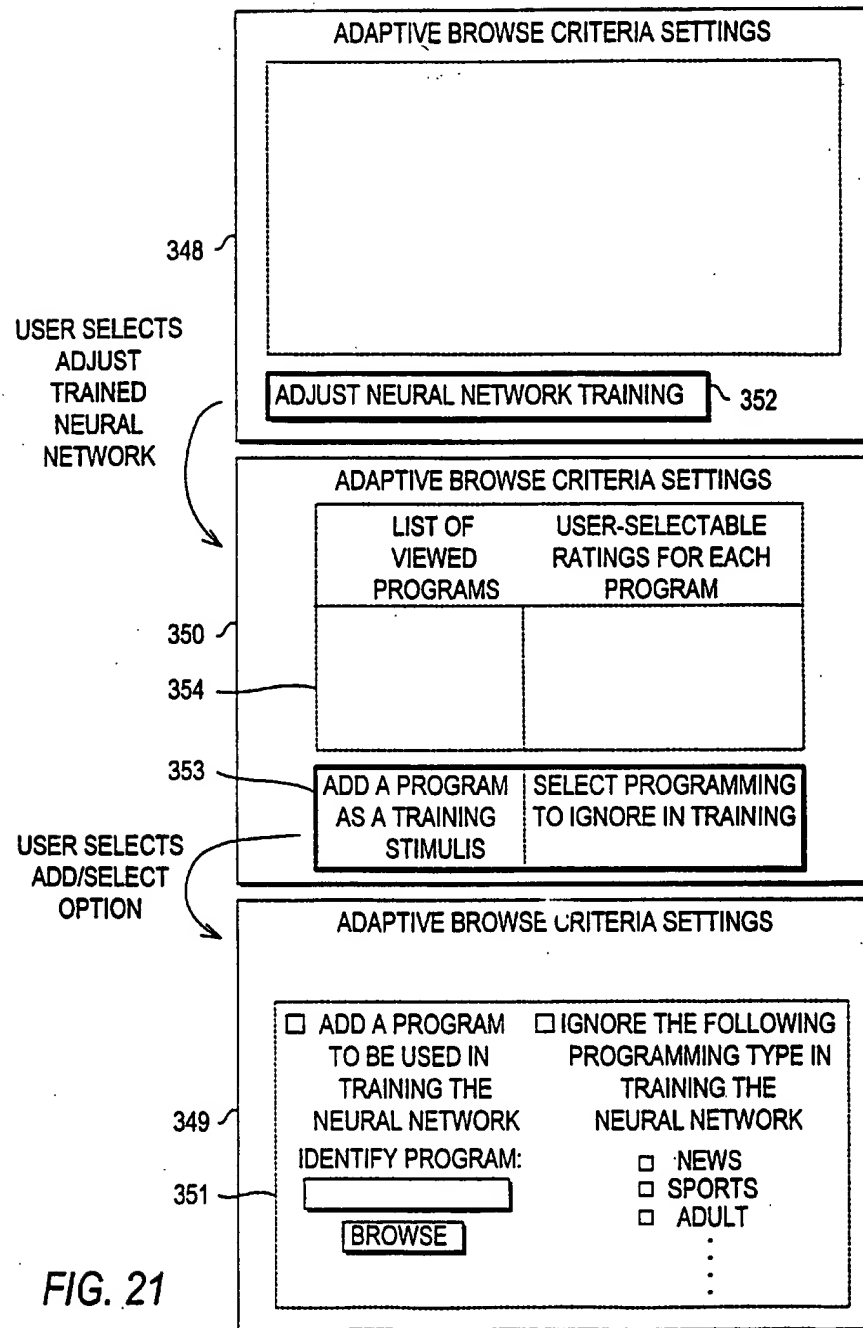 ADAPTIVE BROWSE CRITERIA SETTINGS
348
USER SELECTS
ADJUST
TRAINED
NEURAL
NETWORK
ADJUST NEURAL NETWORK TRAINING
352
ADAPTIVE BROWSE CRITERIA SETTINGS
LIST OF
VIEWED
PROGRAMS
USER-SELECTABLE
RATINGS FOR EACH
PROGRAM
350
354
353
ADD A PROGRAM
AS A TRAINING
STIMULIS
SELECT PROGRAMMING
TO IGNORE IN TRAINING
USER SELECTS
ADD/SELECT
OPTION
ADAPTIVE BROWSE CRITERIA SETTINGS
ADD A PROGRAM
TO BE USED IN
TRAINING THE
NEURAL NETWORK
IDENTIFY PROGRAM:
BROWSE
IGNORE THE FOLLOWING
PROGRAMMING TYPE IN
TRAINING THE
NEURAL NETWORK
NEWS
SPORTS
ADULT
349
351
FIG. 21